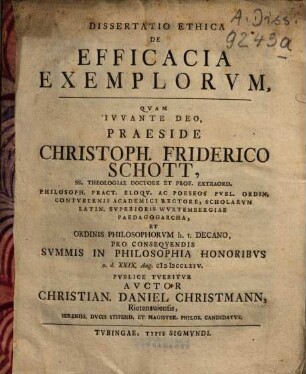 A. Diss.
9243a
DISSERTATIO ETHICA
DE
EFFICACIA
EXEMPLORVM,
QVAM
IVVANTE DEO,
PRAESIDE
CHRISTOPH. FRIDERICO
SCHOTT,
SS. THEOLOGIAE DOCTORE ET PROF. EXTRAORD.
PHILOSOPH. PRACT. ELOQV. AC POESEOS PVBL. ORDIN.
CONTVBERNII ACADEMICI RECTORE, SCHOLARVM
LATIN. SVPERIORIS WVRTEMBERGIAE
PAEDAGOGARCHA,
ET
ORDINIS PHILOSOPHORVM h. t. DECANO,
PRO CONSEQVENDIS
SVMMIS IN PHILOSOPHIA HONORIBVS
a. d. XXIX. Aug. cIɔIɔccLXIV.
PVBLICE TVEBITVR
AVCTOR
CHRISTIAN. DANIEL CHRISTMANN,
SERENISS. DVCIS STIPEND. ET MAGISTER. PHILOS. CANDIDATVS.
TVBINGAE, TYPIS SIGMVNDI.